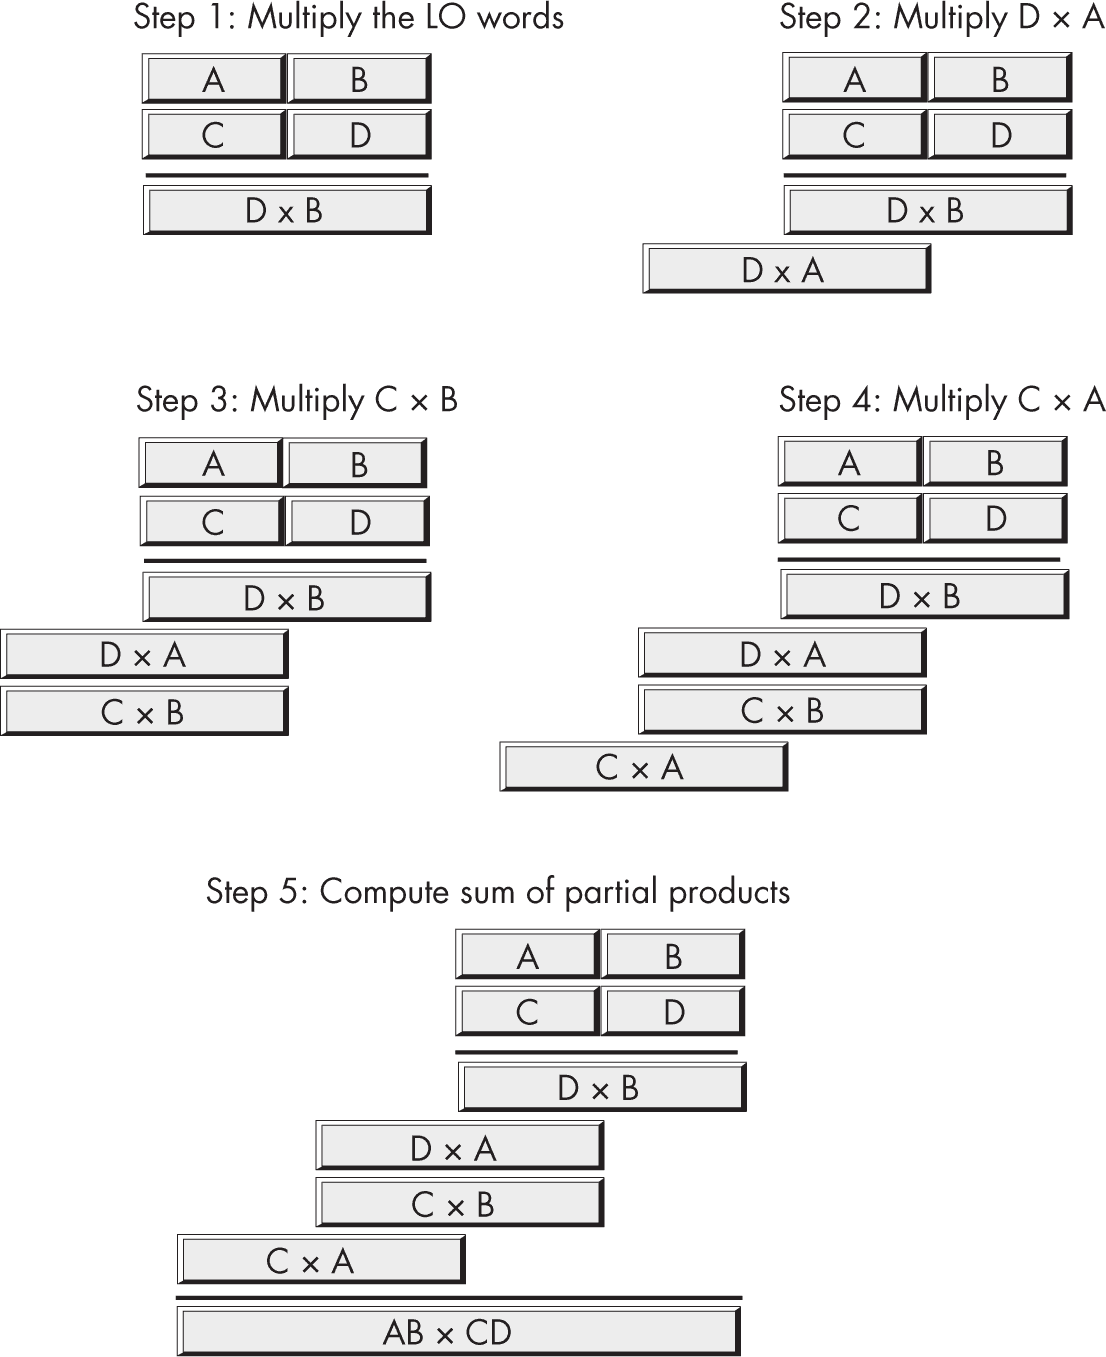 Step 1: Multiply the LO words
A B
C D
D x B
Step 2: Multiply D × A
A B
C D
D x B
D x A
Step 3: Multiply C × B
A B
C D
D × B
D × A
C × B
Step 4: Multiply C × A
A B
C D
D × B
D × A
C × B
C × A
Step 5: Compute sum of partial products
A B
C D
D × B
D × A
C × B
C × A
AB × CD